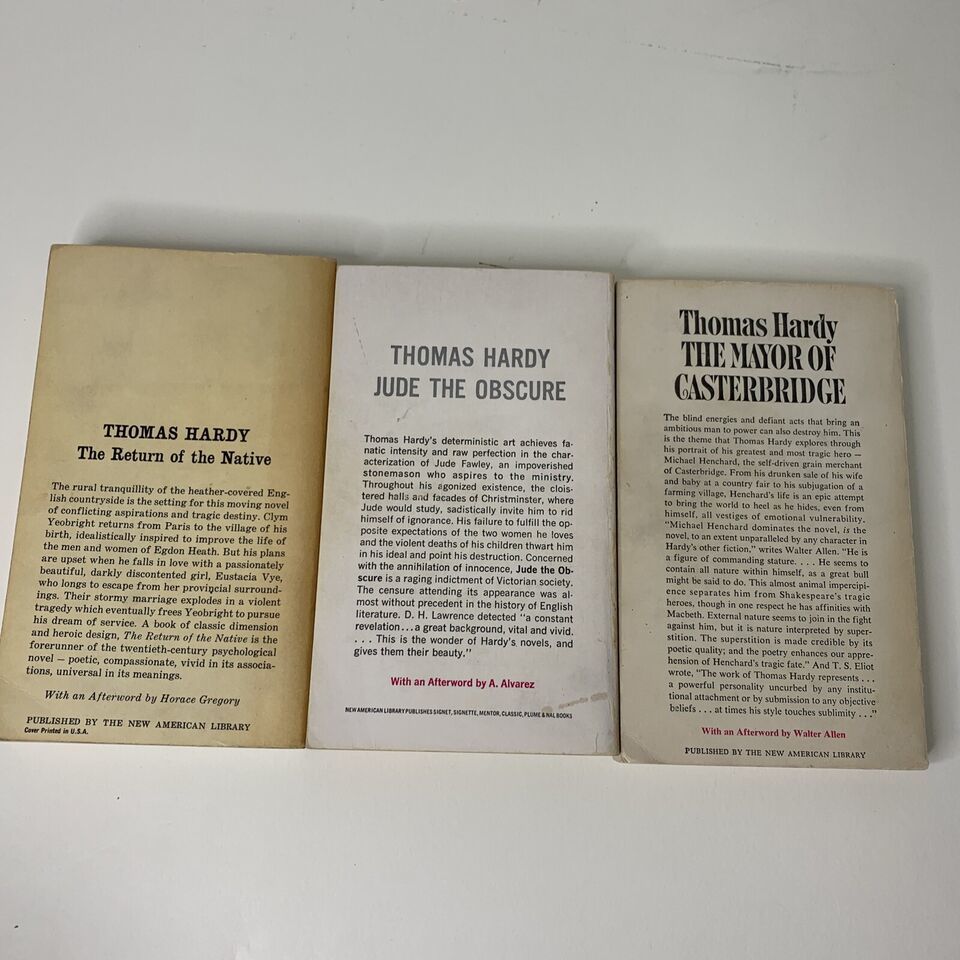 THOMAS HARDY
The Return of the Native
The rural tranquillity of the heather-covered Eng-
lish countryside is the setting for this moving novel
of conflicting aspirations and tragic destiny. Clym
Yeobright returns from Paris to the village of his
birth, idealistically inspired to improve the life of
the men and women of Egdon Heath. But his plans
are upset when he falls in love with a passionately
beautiful, darkly discontented girl, Eustacia Vye,
who longs to escape from her provincial surround-
ings. Their stormy marriage explodes in a violent
tragedy which eventually frees Yeobright to pursue
his dream of service. A book of classic dimension
and heroic design, The Return of the Native is the
forerunner of the twentieth-century psychological
novel — poetic, compassionate, vivid in its associa-
tions, universal in its meanings.
With an Afterword by Horace Gregory
PUBLISHED BY THE NEW AMERICAN LIBRARY
Cover Printed in U.S.A.
THOMAS HARDY
JUDE THE OBSCURE
Thomas Hardy's deterministic art achieves fa-
natic intensity and raw perfection in the char-
acterization of Jude Fawley, an impoverished
stonemason who aspires to the ministry.
Throughout his agonized existence, the clois-
tered halls and facades of Christminster, where
Jude would study, sadistically invite him to rid
himself of ignorance. His failure to fulfill the op-
posite expectations of the two women he loves
and the violent deaths of his children thwart him
in his ideal and point his destruction. Concerned
with the annihilation of innocence, Jude the Ob-
scure is a raging indictment of Victorian society.
The censure attending its appearance was al-
most without precedent in the history of English
literature. D. H. Lawrence detected "a constant
revelation...a great background, vital and vivid.
. . . This is the wonder of Hardy's novels, and
gives them their beauty."
With an Afterword by A. Alvarez
NEW AMERICAN LIBRARY PUBLISHES SIGNET, SIGNETTE, MENTOR, CLASSIC, PLUME & NAL BOOKS
Thomas Hardy
THE MAYOR OF
CASTERBRIDGE
The blind energies and defiant acts that bring an
ambitious man to power can also destroy him. This
is the theme that Thomas Hardy explores through
his portrait of his greatest and most tragic hero —
Michael Henchard, the self-driven grain merchant
of Casterbridge. From his drunken sale of his wife
and baby at a country fair to his subjugation of a
farming village, Henchard's life is an epic attempt
to bring the world to heel as he hides, even from
himself, all vestiges of emotional vulnerability.
"Michael Henchard dominates the novel, is the
novel, to an extent unparalleled by any character in
Hardy's other fiction," writes Walter Allen. "He is
a figure of commanding stature. . . . He seems to
contain all nature within himself, as a great bull
might be said to do. This almost animal impercipi-
ence separates him from Shakespeare's tragic
heroes, though in one respect he has affinities with
Macbeth. External nature seems to join in the fight
against him, but it is nature interpreted by super-
stition. The superstition is made credible by its
poetic quality; and the poetry enhances our appre-
hension of Henchard's tragic fate." And T. S. Eliot
wrote, "The work of Thomas Hardy represents . . .
a powerful personality uncurbed by any institu-
tional attachment or by submission to any objective
beliefs . . . at times his style touches sublimity . . ."
With an Afterword by Walter Allen
PUBLISHED BY THE NEW AMERICAN LIBRARY